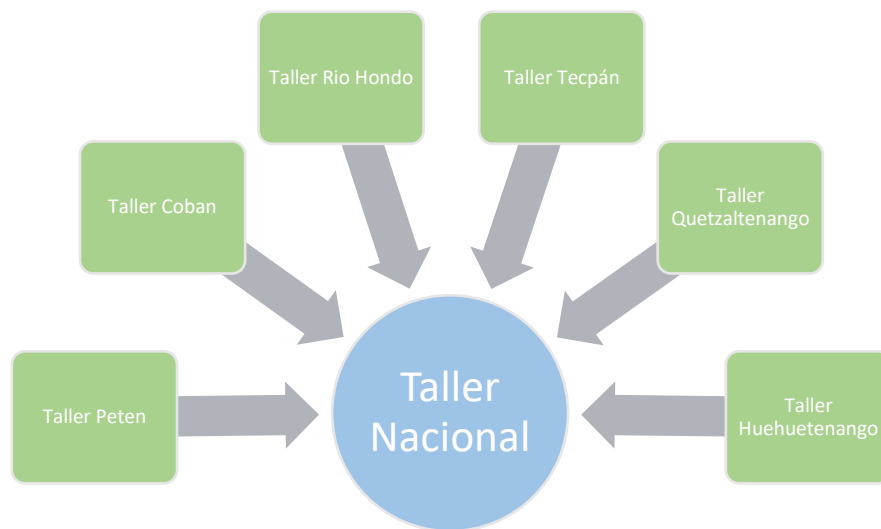 Taller Rio Hondo
Taller Tecpán
Taller Coban
Taller
Quetzaltenango
Taller Peten
Taller
Nacional
Taller
Huehuetenango